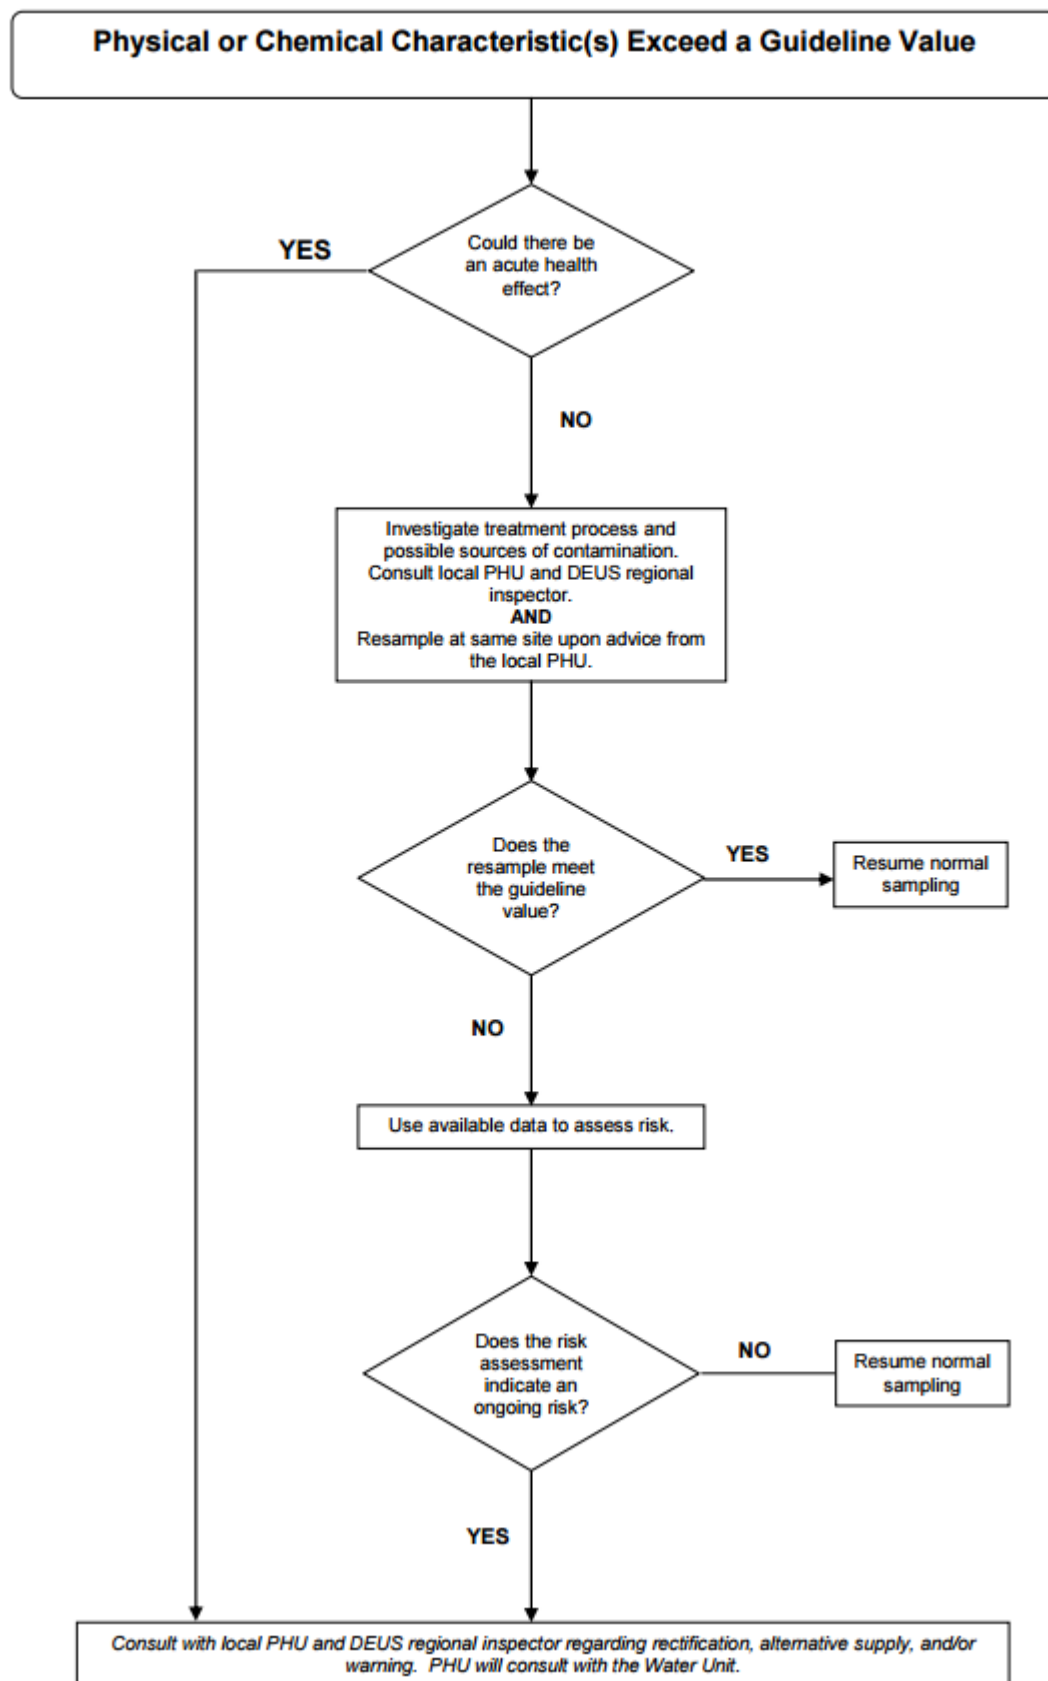 Physical or Chemical Characteristic(s) Exceed a Guideline Value
Could there be
an acute health
effect?
YES
NO
Investigate treatment process and
possible sources of contamination.
Consult local PHU and DEUS regional
inspector.
AND
Resample at same site upon advice from
the local PHU.
Does the
resample meet
the guideline
value?
YES
Resume normal
sampling
NO
Use available data to assess risk.
Does the risk
assessment
indicate an
ongoing risk?
NO
Resume normal
sampling
YES
Consult with local PHU and DEUS regional inspector regarding rectification, alternative supply, and/or
warning. PHU will consult with the Water Unit.